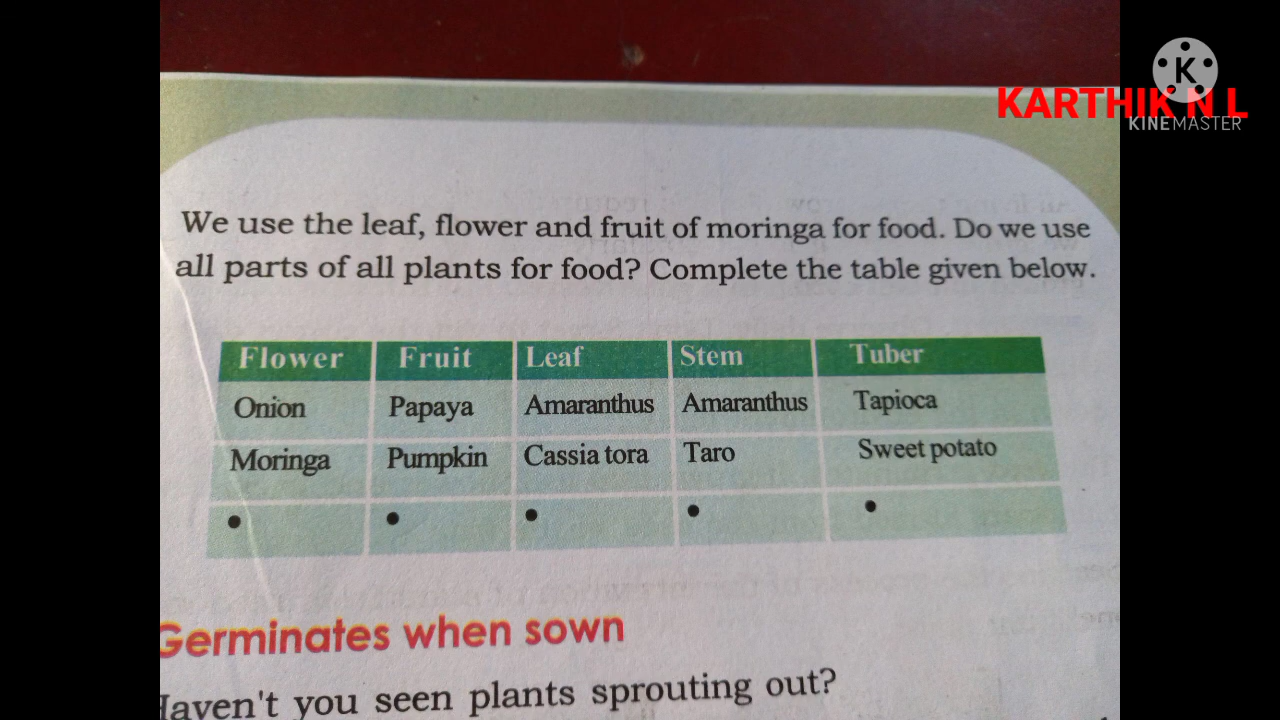 KARTHIK N L
K
KINEMASTER
We use the leaf, flower and fruit of moringa for food. Do we use
all parts of all plants for food? Complete the table given below.
Flower Fruit Leaf Stem Tuber
Onion Papaya Amaranthus Amaranthus Tapioca
Moringa Pumpkin Cassia tora Taro Sweet potato
• • • • •
Germinates when sown
Haven't you seen plants sprouting out?